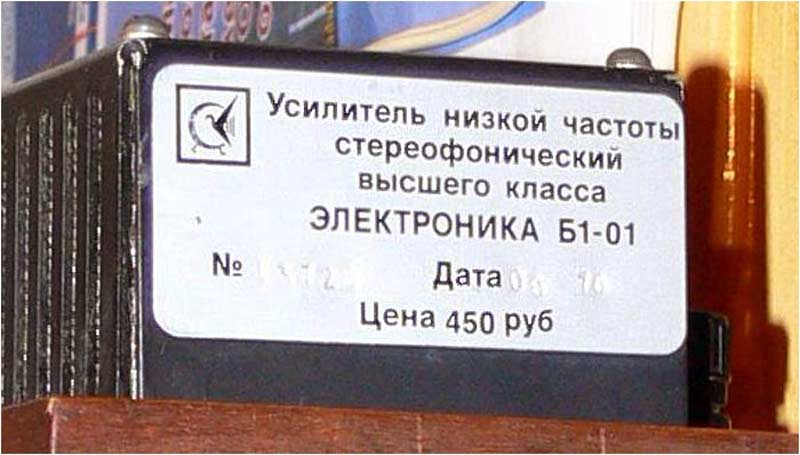 Усилитель низкой частоты
стереофонический
высшего класса
ЭЛЕКТРОНИКА Б1-01
№ Дата
Цена 450 руб